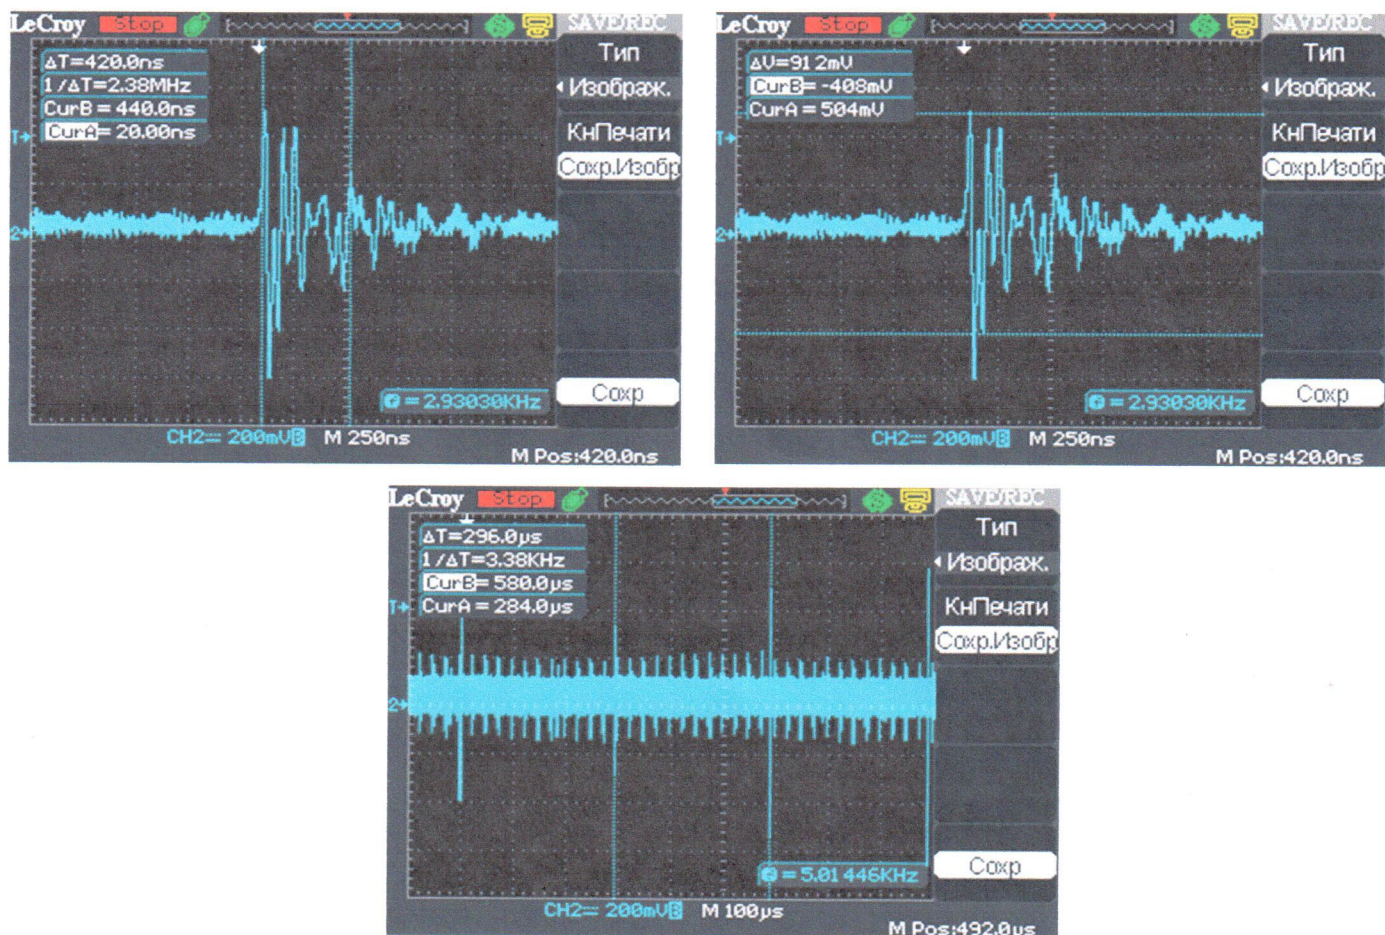 LeCroy Stop SAVE/REC
ΔT=420.0ns
1/ΔT=2.38MHz
CurB = 440.0ns
CurA = 20.00ns
Тип
Изображ.
КнПечати
Сохр.Изобр
T
2
f = 2.93030KHz
Сохр
CH2 200mV B M 250ns
M Pos:420.0ns
LeCroy Stop SAVE/REC
ΔV=912mV
CurB = -408mV
CurA = 504mV
Тип
Изображ.
КнПечати
Сохр.Изобр
T
2
f = 2.93030KHz
Сохр
CH2 200mV B M 250ns
M Pos:420.0ns
LeCroy Stop SAVE/REC
ΔT=296.0µs
1/ΔT=3.38KHz
CurB = 580.0µs
CurA = 284.0µs
Тип
Изображ.
КнПечати
Сохр.Изобр
T
2
f = 5.01446KHz
Сохр
CH2 200mV B M 100µs
M Pos:492.0µs